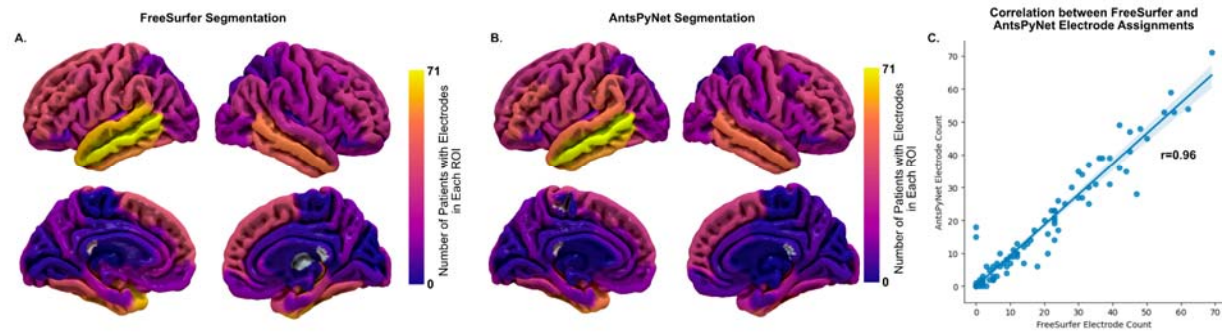 FreeSurfer Segmentation
A.
71
Number of Patients with Electrodes
in Each ROI
0
AntsPyNet Segmentation
B.
71
Number of Patients with Electrodes
in Each ROI
0
Correlation between FreeSurfer and
AntsPyNet Electrode Assignments
C.
70
60
50
40
30
20
10
0
AntsPyNet Electrode Count
r=0.96
0 10 20 30 40 50 60 70
FreeSurfer Electrode Count